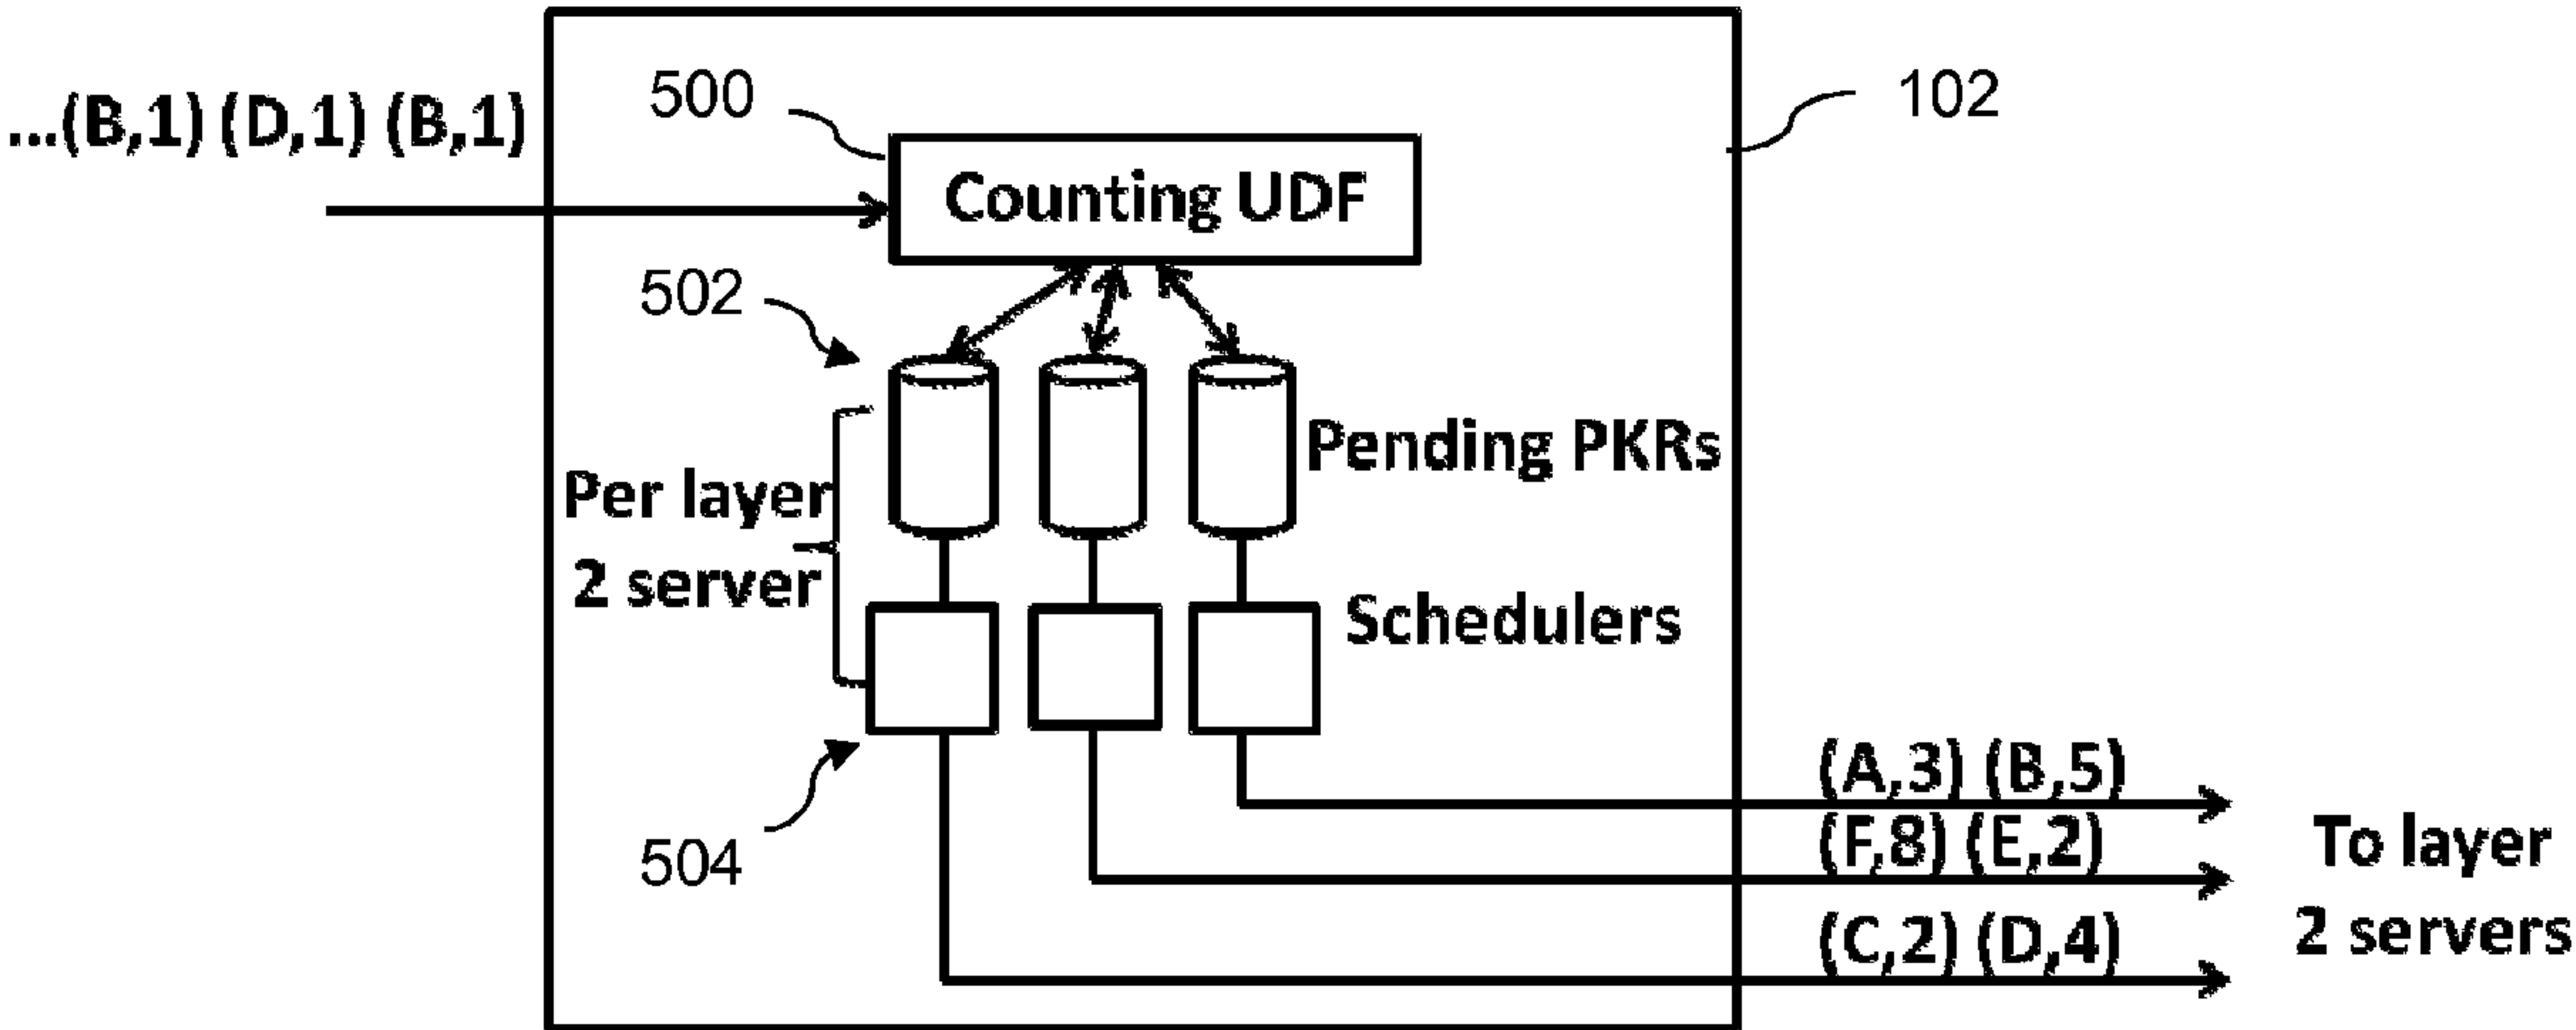 ...(B,1) (D,1) (B,1)
500
102
Counting UDF
502
Pending PKRs
Per layer
2 server
Schedulers
504
(A,3) (B,5)
(F,8) (E,2)
(C,2) (D,4)
To layer
2 servers